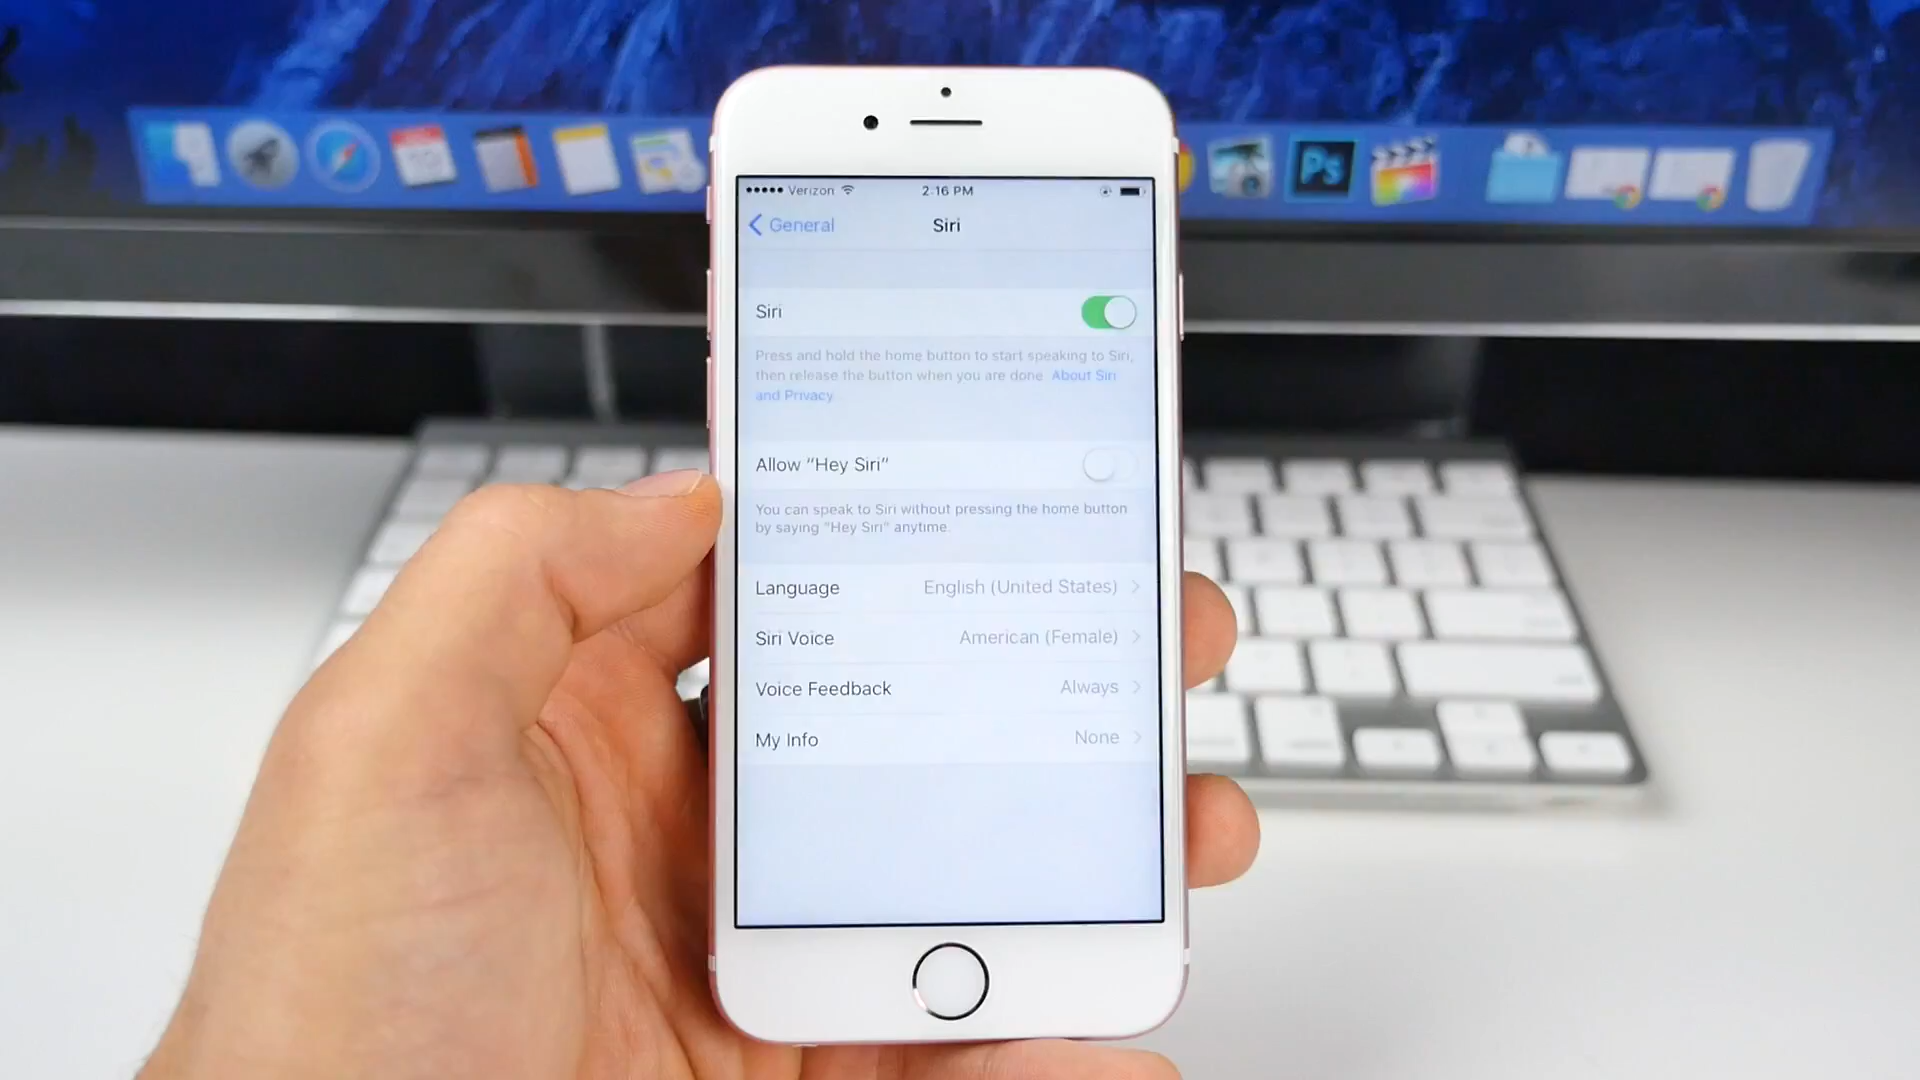 Verizon 2:16 PM
General Siri
Siri
Press and hold the home button to start speaking to Siri,
then release the button when you are done. About Siri
and Privacy
Allow “Hey Siri”
You can speak to Siri without pressing the home button
by saying “Hey Siri” anytime.
Language English (United States)
Siri Voice American (Female)
Voice Feedback Always
My Info None
Ps